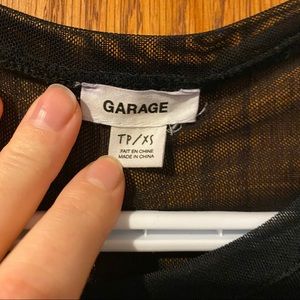 GARAGE
TP/XS
FAIT EN CHINE
MADE IN CHINA